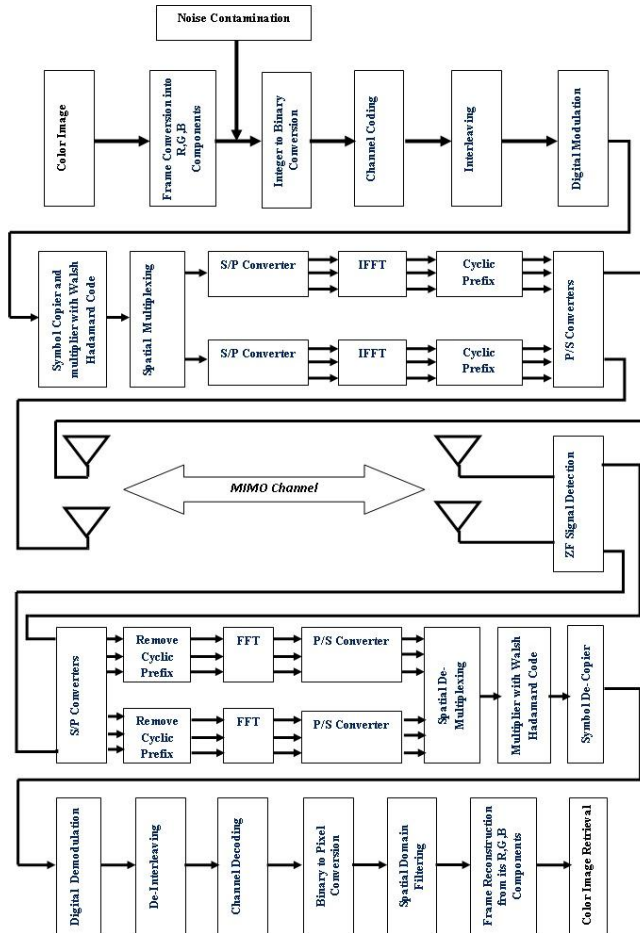 Noise Contamination
Color Image
Frame Conversion into
R,G,B
Components
Integer to Binary
Conversion
Channel Coding
Interleaving
Digital Modulation
Symbol Copier and
multiplier with Walsh
Hadamard Code
Spatial Multiplexing
S/P Converter
IFFT
Cyclic
Prefix
S/P Converter
IFFT
Cyclic
Prefix
P/S Converters
MIMO Channel
ZF Signal Detection
S/P Converters
Remove
Cyclic
Prefix
FFT
P/S Converter
Remove
Cyclic
Prefix
FFT
P/S Converter
Spatial De-
Multiplexing
Multiplier with Walsh
Hadamard Code
Symbol De-Copier
Digital Demodulation
De-Interleaving
Channel Decoding
Binary to Pixel
Conversion
Spatial Domain
Filtering
Frame Reconstruction
from its R,G,B
Components
Color Image Retrieval